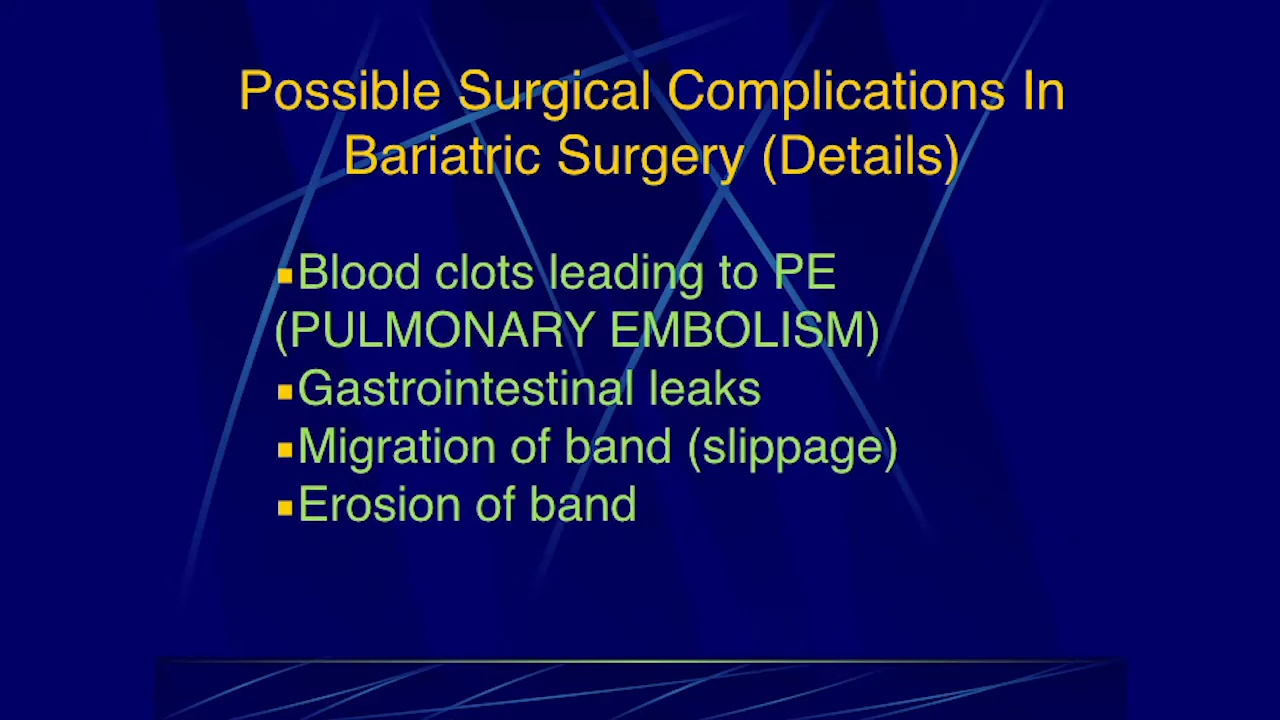 Possible Surgical Complications In
Bariatric Surgery (Details)
▪Blood clots leading to PE
(PULMONARY EMBOLISM)
▪Gastrointestinal leaks
▪Migration of band (slippage)
▪Erosion of band